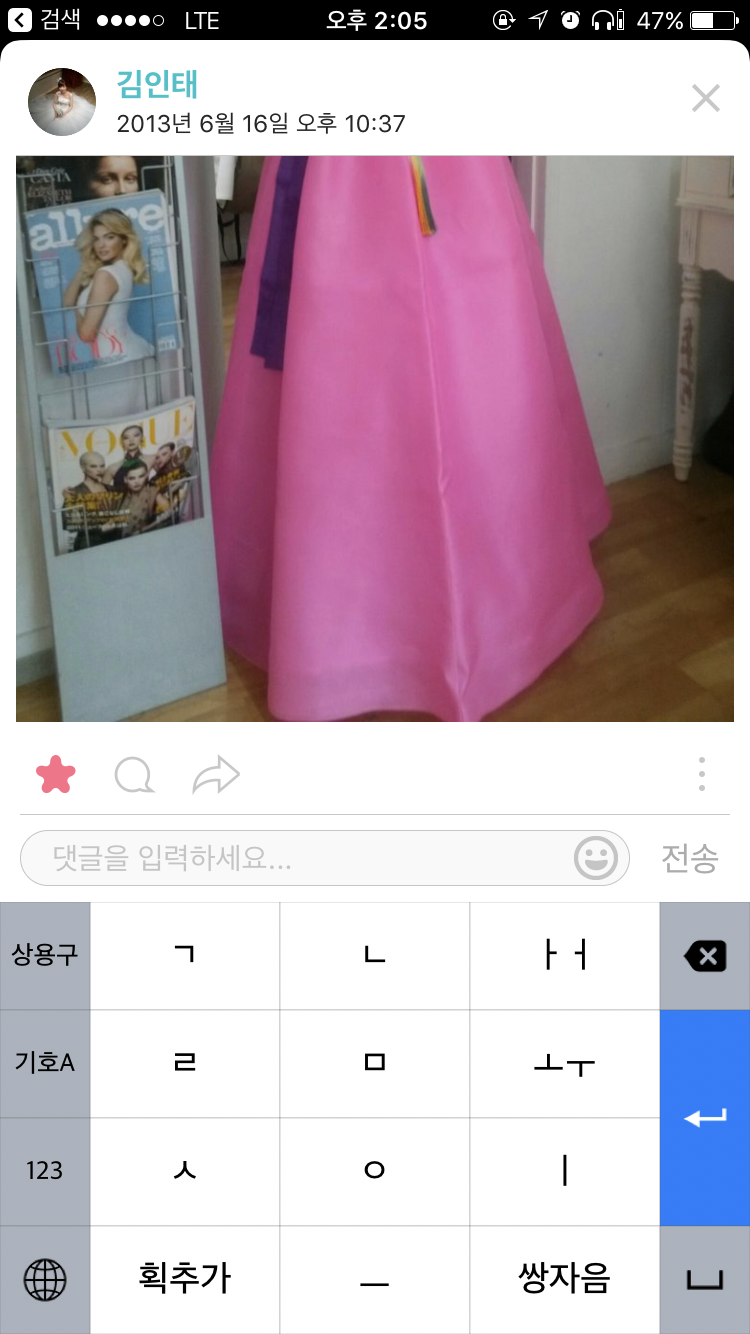 검색 LTE 오후 2:05 47%
김인태
2013년 6월 16일 오후 10:37
CASTA
allure
VOGUE
댓글을 입력하세요... 전송
상용구 ㄱ ㄴ ㅏㅓ
기호A ㄹ ㅁ ㅗㅜ
123 ㅅ ㅇ ㅣ
획추가 ㅡ 쌍자음